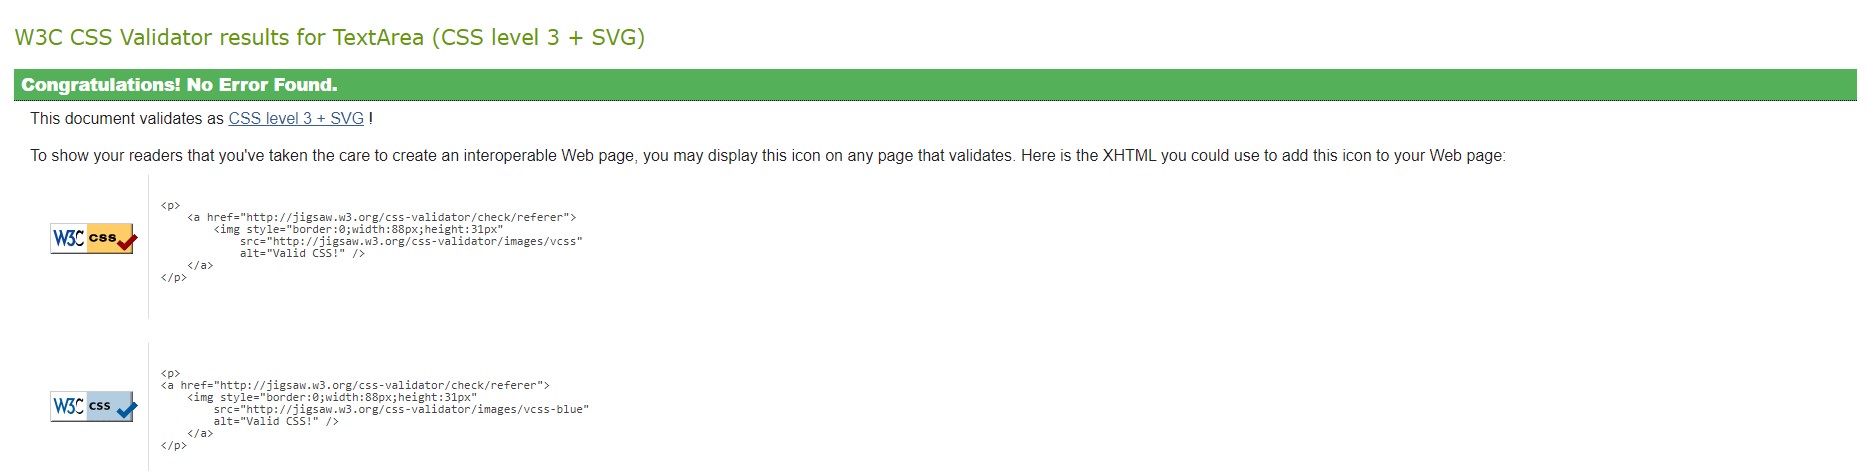 W3C CSS Validator results for TextArea (CSS level 3 + SVG)
Congratulations! No Error Found.
This document validates as CSS level 3 + SVG !
To show your readers that you've taken the care to create an interoperable Web page, you may display this icon on any page that validates. Here is the XHTML you could use to add this icon to your Web page:
W3C css
<p>
<a href="http://jigsaw.w3.org/css-validator/check/referer">
<img style="border:0;width:88px;height:31px"
src="http://jigsaw.w3.org/css-validator/images/vcss"
alt="Valid CSS!" />
</a>
</p>
W3C css
<p>
<a href="http://jigsaw.w3.org/css-validator/check/referer">
<img style="border:0;width:88px;height:31px"
src="http://jigsaw.w3.org/css-validator/images/vcss-blue"
alt="Valid CSS!" />
</a>
</p>